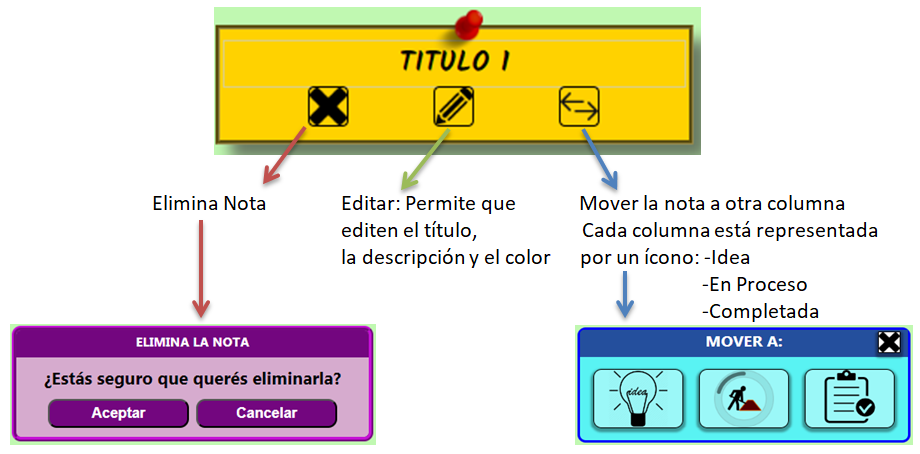 TITULO 1
Elimina Nota
Editar: Permite que
editen el título,
la descripción y el color
Mover la nota a otra columna
Cada columna está representada
por un ícono: -Idea
-En Proceso
-Completada
ELIMINA LA NOTA
¿Estás seguro que querés eliminarla?
Aceptar
Cancelar
MOVER A:
idea